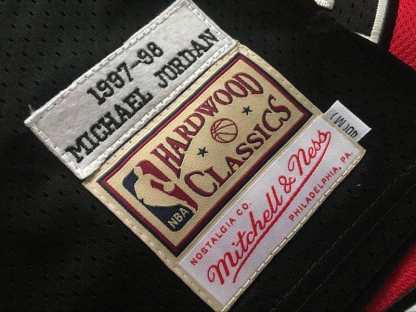 1997-98
MICHAEL JORDAN
HARDWOOD
CLASSICS
NBA
NOSTALGIA CO.
Mitchell & Ness
PHILADELPHIA, PA.